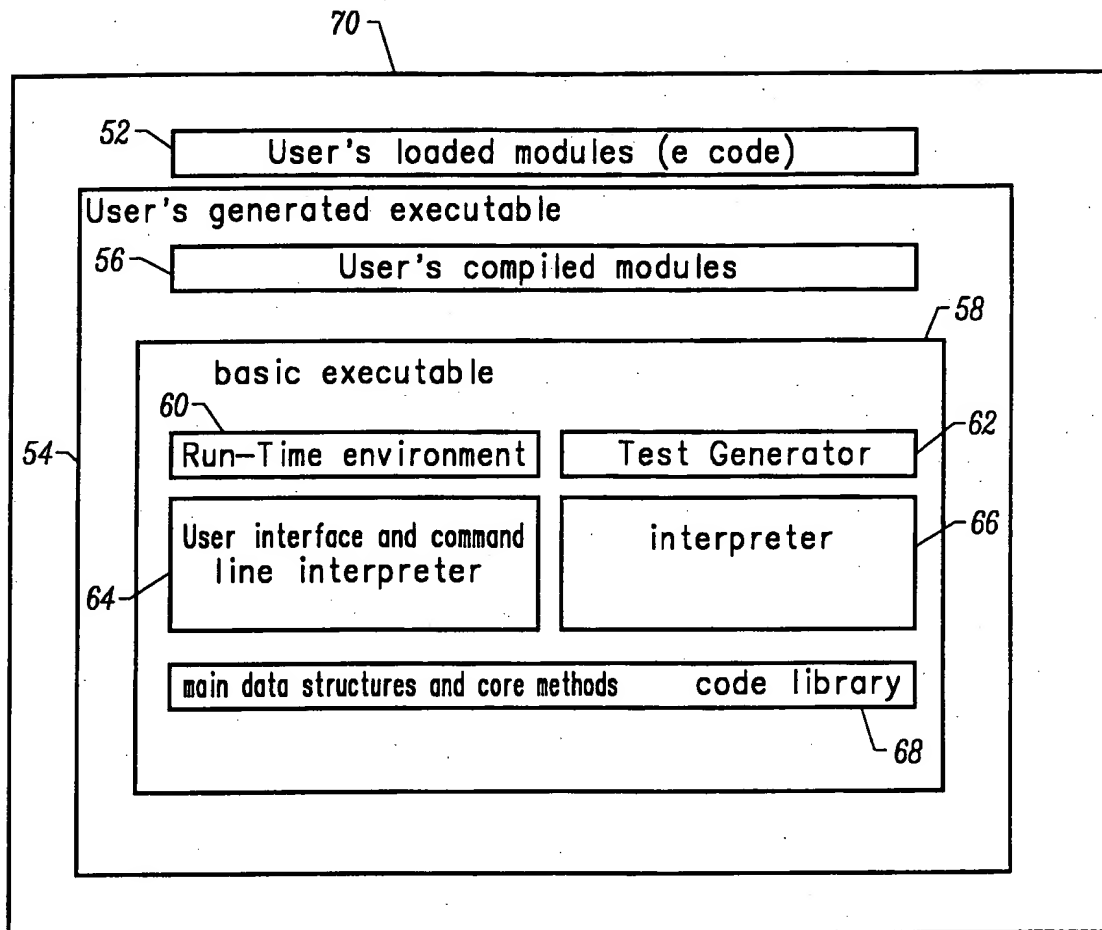 70
52
User's loaded modules (e code)
User's generated executable
56
User's compiled modules
58
basic executable
60
54
Run-Time environment
Test Generator
62
User interface and command
line interpreter
interpreter
66
64
main data structures and core methods code library
68